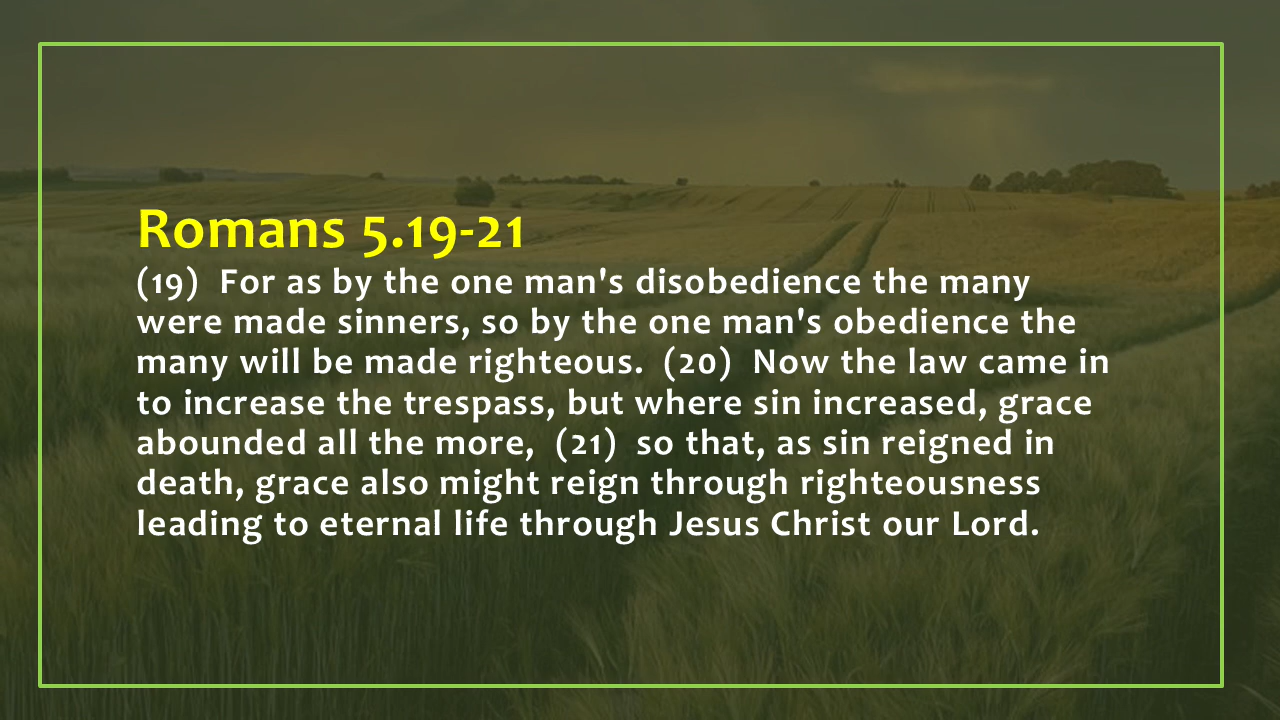 Romans 5.19-21
(19)  For as by the one man's disobedience the many
were made sinners, so by the one man's obedience the
many will be made righteous.  (20)  Now the law came in
to increase the trespass, but where sin increased, grace
abounded all the more,  (21)  so that, as sin reigned in
death, grace also might reign through righteousness
leading to eternal life through Jesus Christ our Lord.